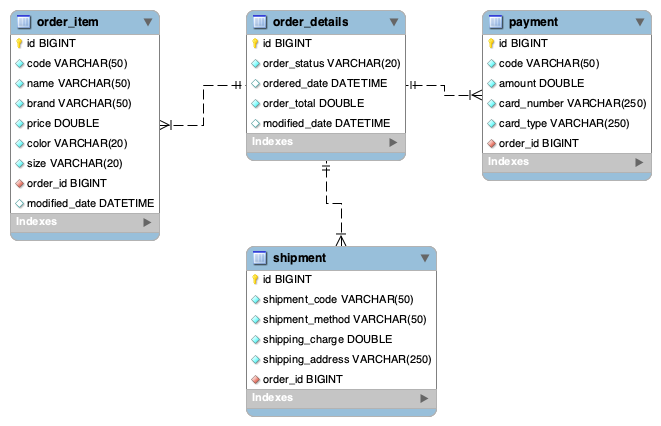 order_item
id BIGINT
code VARCHAR(50)
name VARCHAR(50)
brand VARCHAR(50)
price DOUBLE
color VARCHAR(20)
size VARCHAR(20)
order_id BIGINT
modified_date DATETIME
Indexes
order_details
id BIGINT
order_status VARCHAR(20)
ordered_date DATETIME
order_total DOUBLE
modified_date DATETIME
Indexes
payment
id BIGINT
code VARCHAR(50)
amount DOUBLE
card_number VARCHAR(250)
card_type VARCHAR(250)
order_id BIGINT
Indexes
shipment
id BIGINT
shipment_code VARCHAR(50)
shipment_method VARCHAR(50)
shipping_charge DOUBLE
shipping_address VARCHAR(250)
order_id BIGINT
Indexes